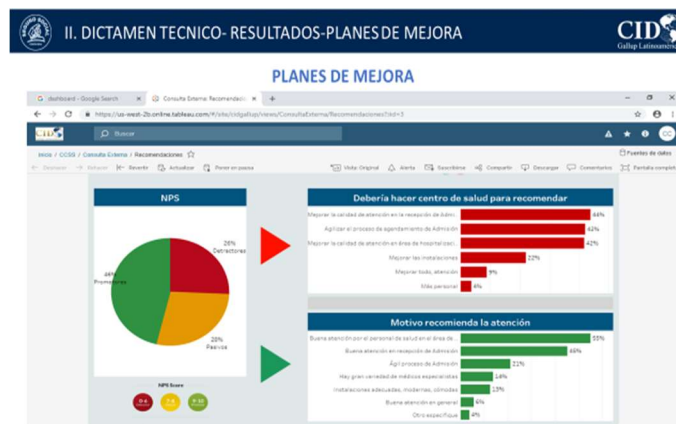 II. DICTAMEN TECNICO- RESULTADOS-PLANES DE MEJORA
CID
Gallup Latinoaméri
PLANES DE MEJORA
dashboard - Google Search
Consulta Externa: Recomendacio
https://us-west-2b.online.tableau.com/#/site/cidgallup/views/ConsultaExterna/Recomendaciones?:iid=3
CID
Buscar
CC
Inicio / CCSS / Consulta Externa / Recomendaciones
Fuentes de datos
Deshacer
Rehacer
Revertir
Actualizar
Poner en pausa
Vista: Original
Alerta
Suscribirse
Compartir
Descargar
Comentarios
Pantalla complet
NPS
Detractores
Promotores
28%
Pasivos
NPS Score
0-6
7-8
9-10
Debería hacer centro de salud para recomendar
Mejorar la calidad de atención en la recepción de Admi.. 44%
Agilizar el proceso de agendamiento de Admisión 42%
Mejorar la calidad de atención en área de hospitalizaci.. 42%
Mejorar las instalaciones 22%
Mejorar todo, atención 9%
Más personal 4%
Motivo recomienda la atención
Buena atención por el personal de salud en el área de .. 55%
Buena atención en recepción de Admisión 46%
Ágil proceso de Admisión 21%
Hay gran variedad de médicos especialistas 14%
Instalaciones adecuadas, modernas, cómodas 13%
Buena atención en general 6%
Otro especifique 4%